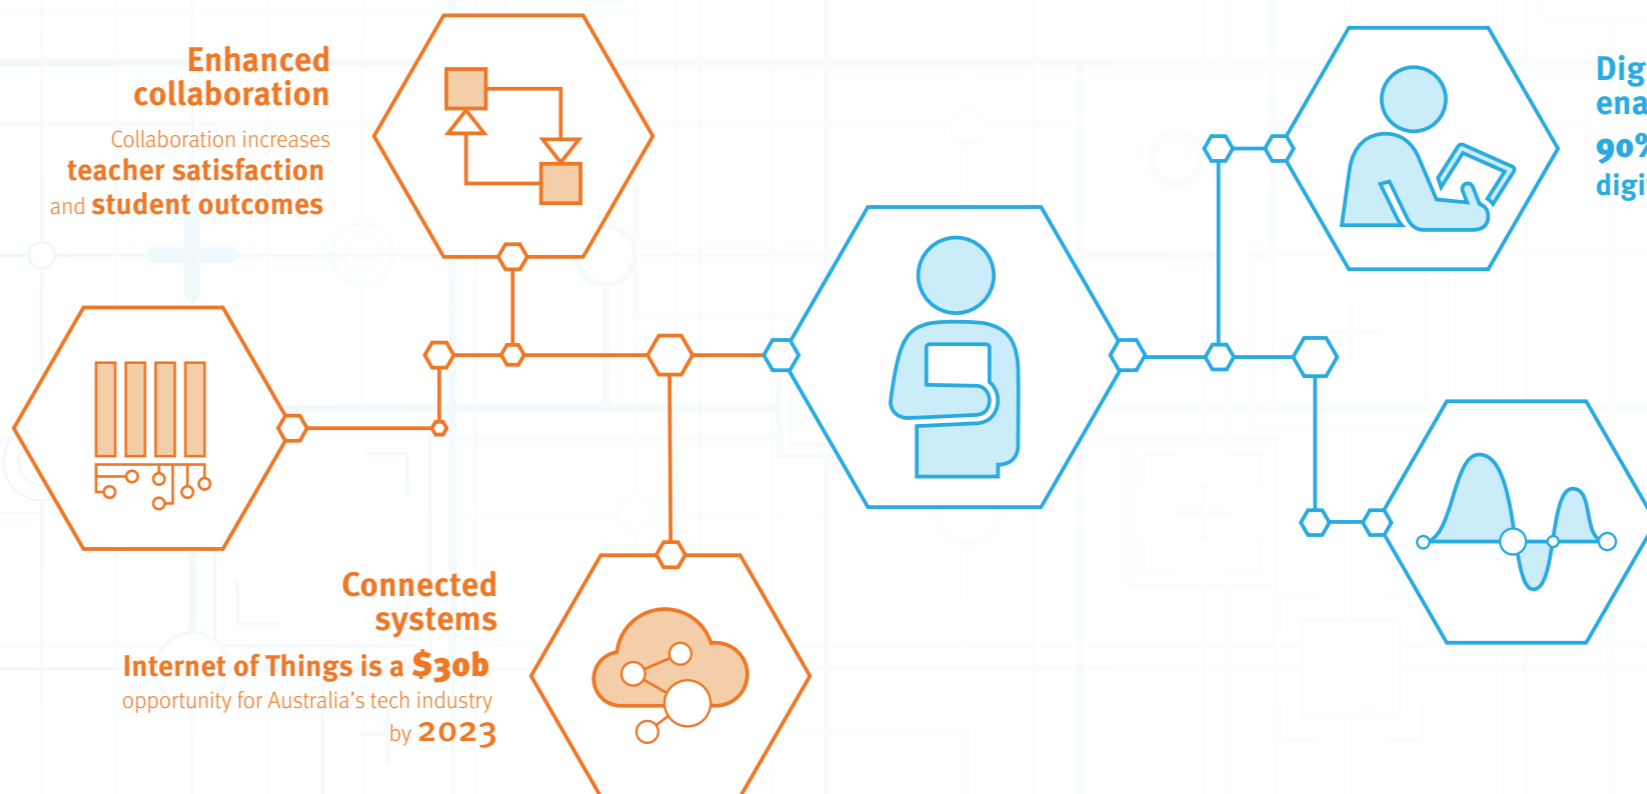 Enhanced
collaboration
Collaboration increases
teacher satisfaction
and student outcomes
Connected
systems
Internet of Things is a $30b
opportunity for Australia's tech industry
by 2023
90%